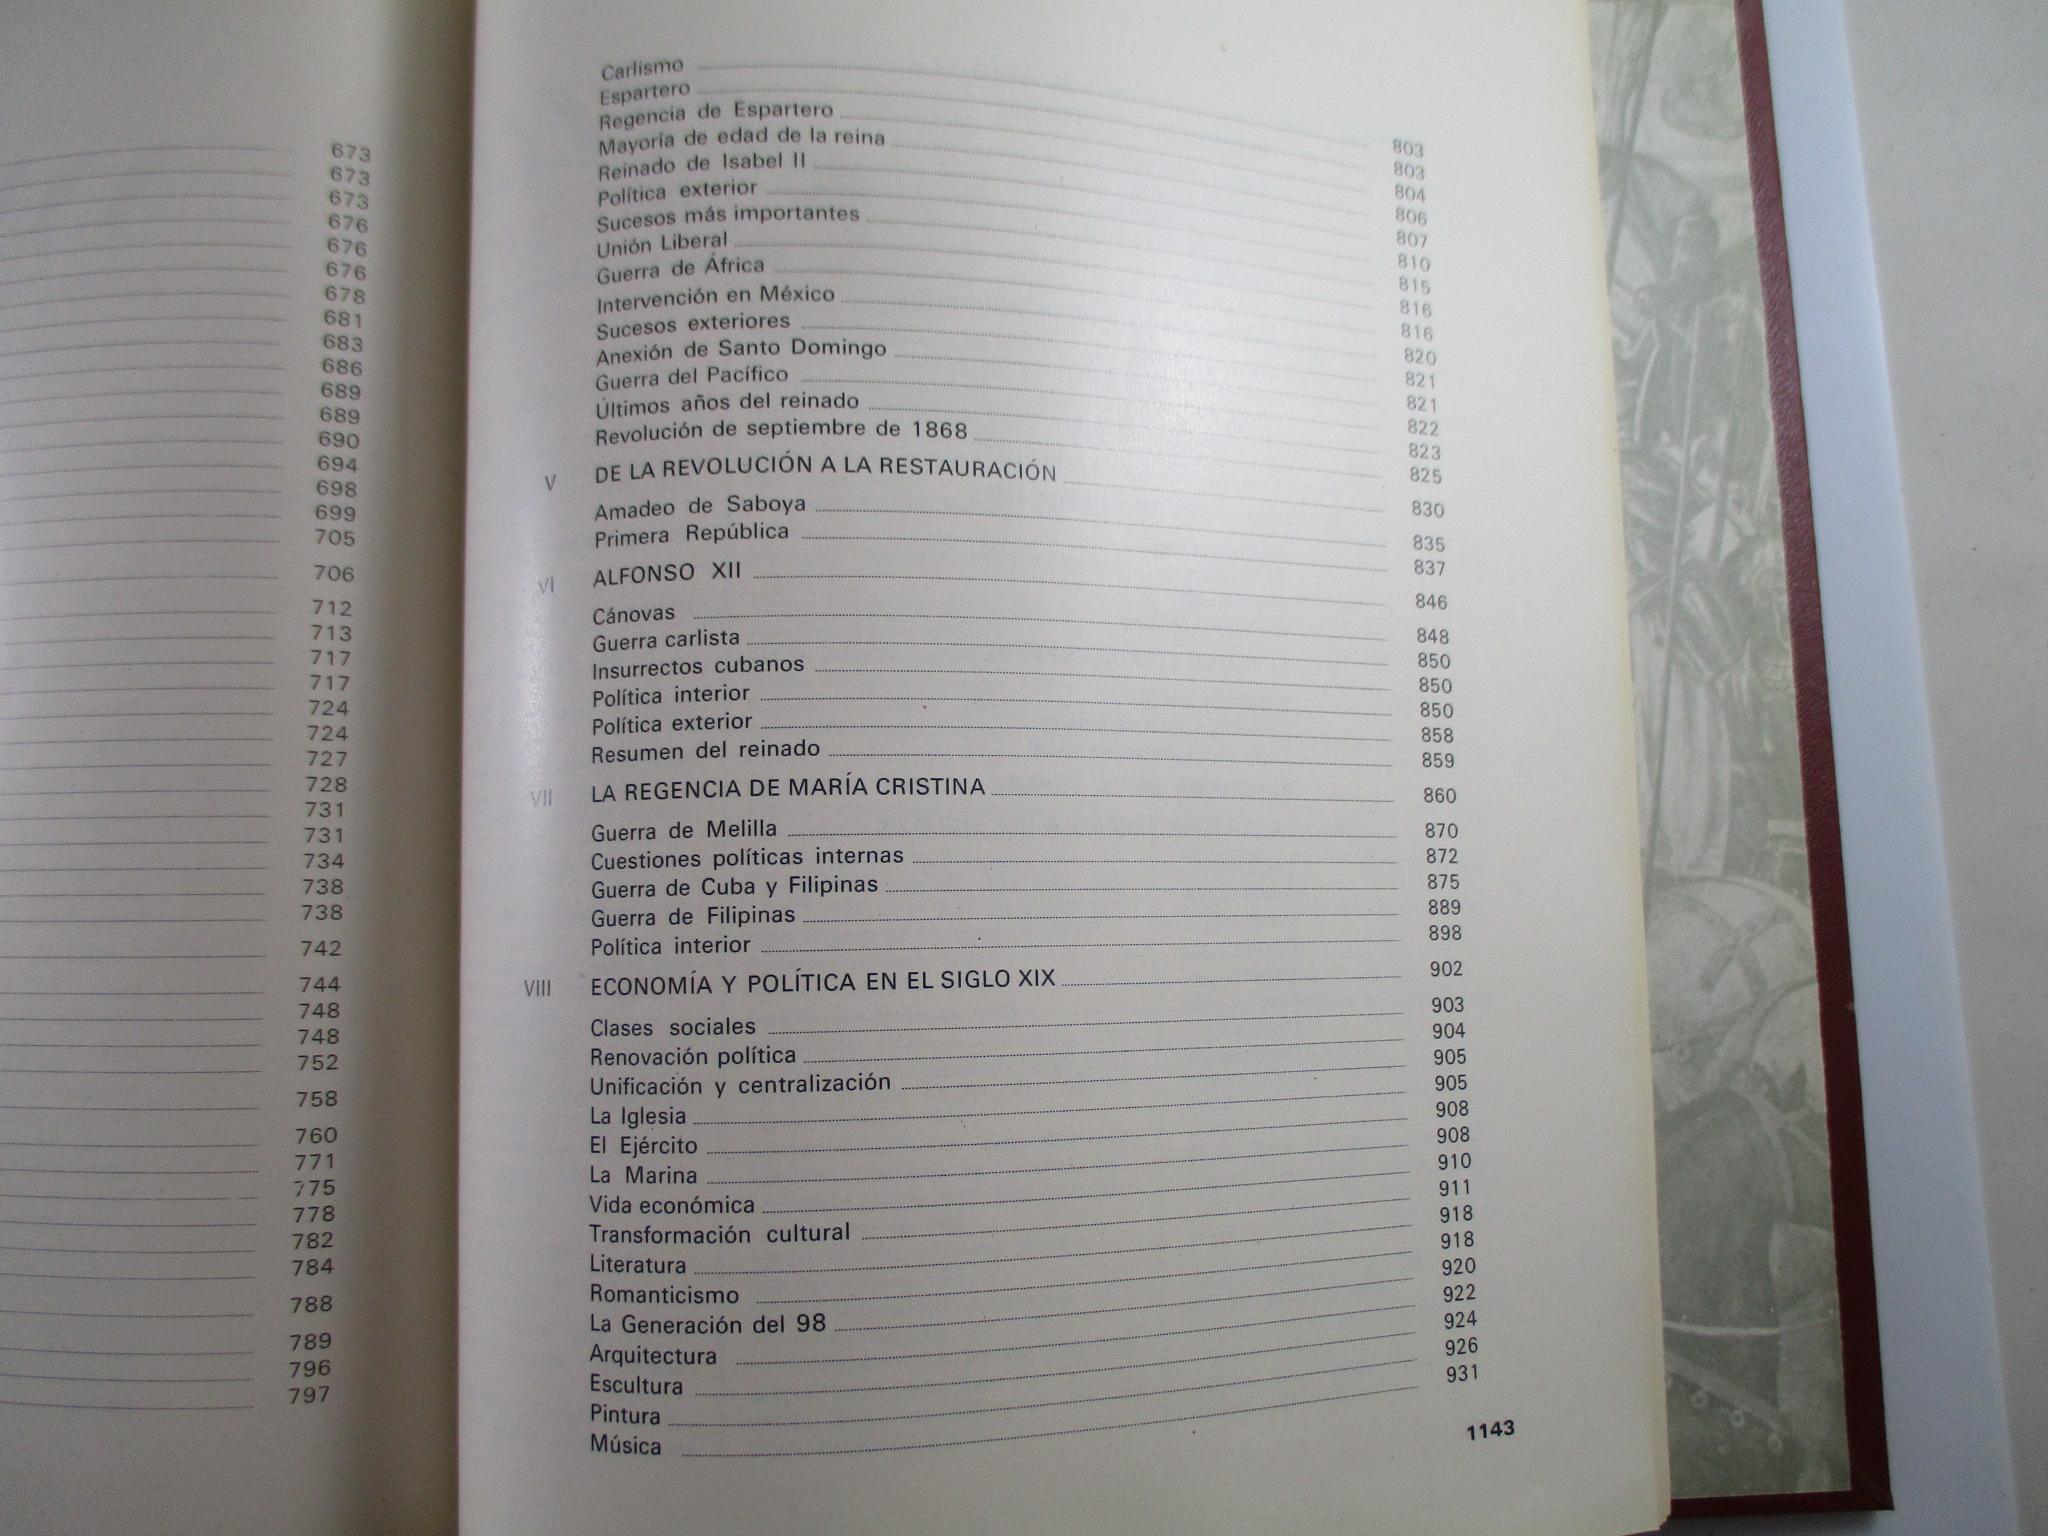 673
673
673
676
676
676
678
681
683
686
689
689
690
694
698
699
705
706
712
713
717
717
724
724
727
728
731
731
734
738
738
742
744
748
748
752
758
760
771
775
778
782
784
788
789
796
797
Carlismo 803
Espartero 803
Regencia de Espartero 804
Mayoría de edad de la reina 806
Reinado de Isabel II 807
Política exterior 810
Sucesos más importantes 815
Unión Liberal 816
Guerra de África 816
Intervención en México 820
Sucesos exteriores 821
Anexión de Santo Domingo 821
Guerra del Pacífico 822
Últimos años del reinado 823
Revolución de septiembre de 1868 825
V DE LA REVOLUCIÓN A LA RESTAURACIÓN 830
Amadeo de Saboya 835
Primera República 837
VI ALFONSO XII 846
Cánovas 848
Guerra carlista 850
Insurrectos cubanos 850
Política interior 850
Política exterior 858
Resumen del reinado 859
VII LA REGENCIA DE MARÍA CRISTINA 860
Guerra de Melilla 870
Cuestiones políticas internas 872
Guerra de Cuba y Filipinas 875
Guerra de Filipinas 889
Política interior 898
VIII ECONOMÍA Y POLÍTICA EN EL SIGLO XIX 902
Clases sociales 903
Renovación política 904
Unificación y centralización 905
La Iglesia 905
El Ejército 908
La Marina 908
Vida económica 910
Transformación cultural 911
Literatura 918
Romanticismo 918
La Generación del 98 920
Arquitectura 922
Escultura 924
Pintura 926
Música 931
1143